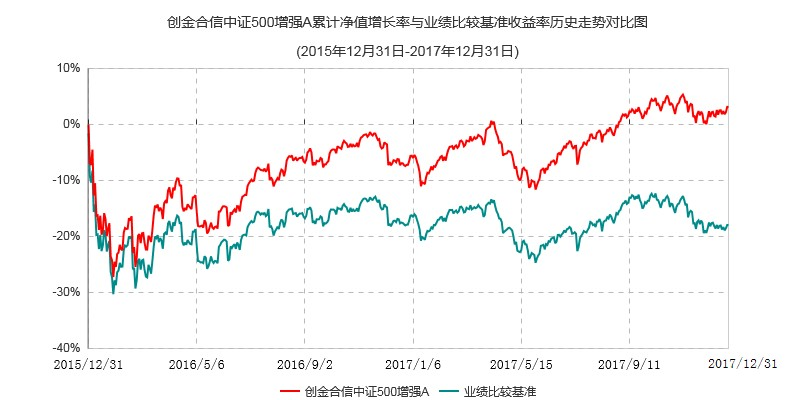 创金合信中证500增强A累计净值增长率与业绩比较基准收益率历史走势对比图
(2015年12月31日-2017年12月31日)
10%
0%
-10%
-20%
-30%
-40%
2015/12/31 2016/5/6 2016/9/2 2017/1/6 2017/5/15 2017/9/11 2017/12/31
创金合信中证500增强A 业绩比较基准